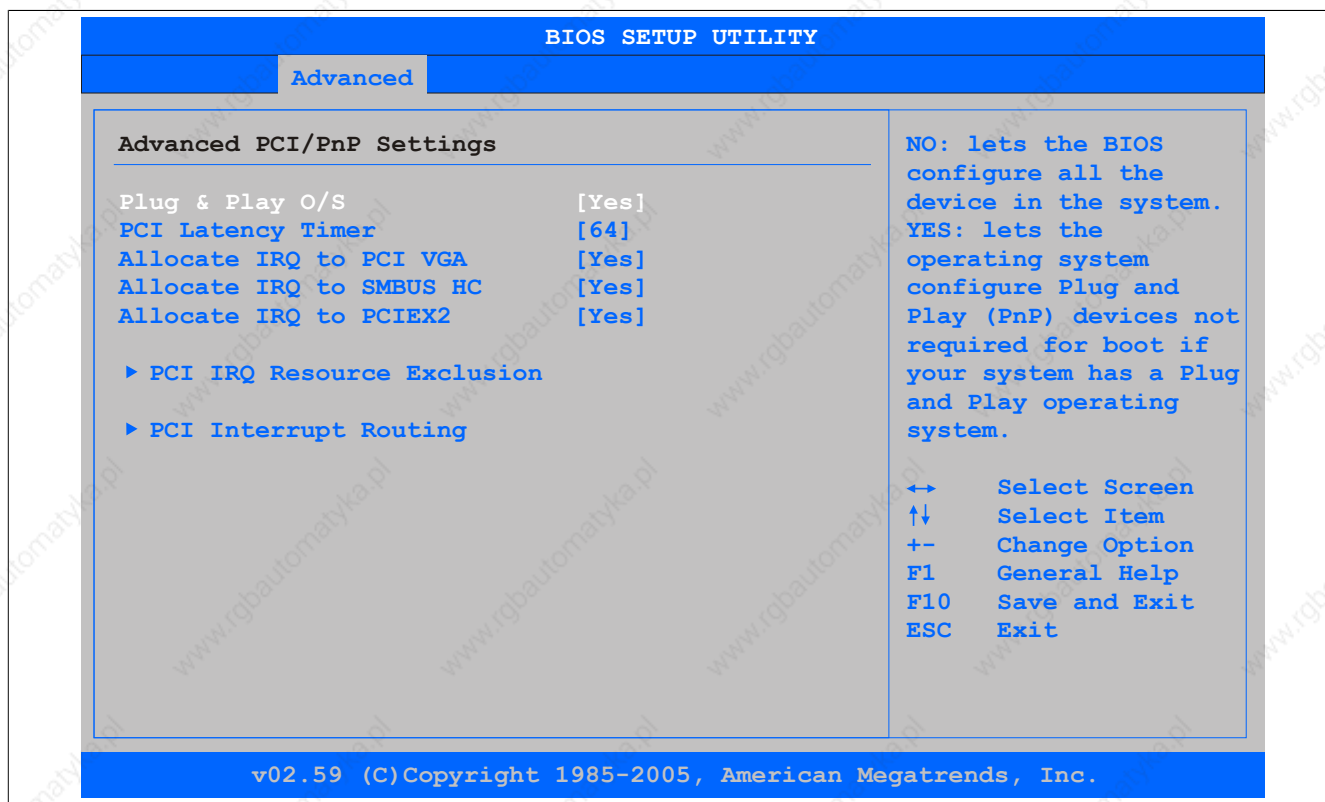 BIOS SETUP UTILITY
Advanced
Advanced PCI/PnP Settings
Plug & Play O/S [Yes]
PCI Latency Timer [64]
Allocate IRQ to PCI VGA [Yes]
Allocate IRQ to SMBUS HC [Yes]
Allocate IRQ to PCIEX2 [Yes]
▶ PCI IRQ Resource Exclusion
▶ PCI Interrupt Routing
NO: lets the BIOS
configure all the
device in the system.
YES: lets the
operating system
configure Plug and
Play (PnP) devices not
required for boot if
your system has a Plug
and Play operating
system.
↔ Select Screen
↑↓ Select Item
+- Change Option
F1 General Help
F10 Save and Exit
ESC Exit
v02.59 (C)Copyright 1985-2005, American Megatrends, Inc.
www.rgbautomatyka.pl